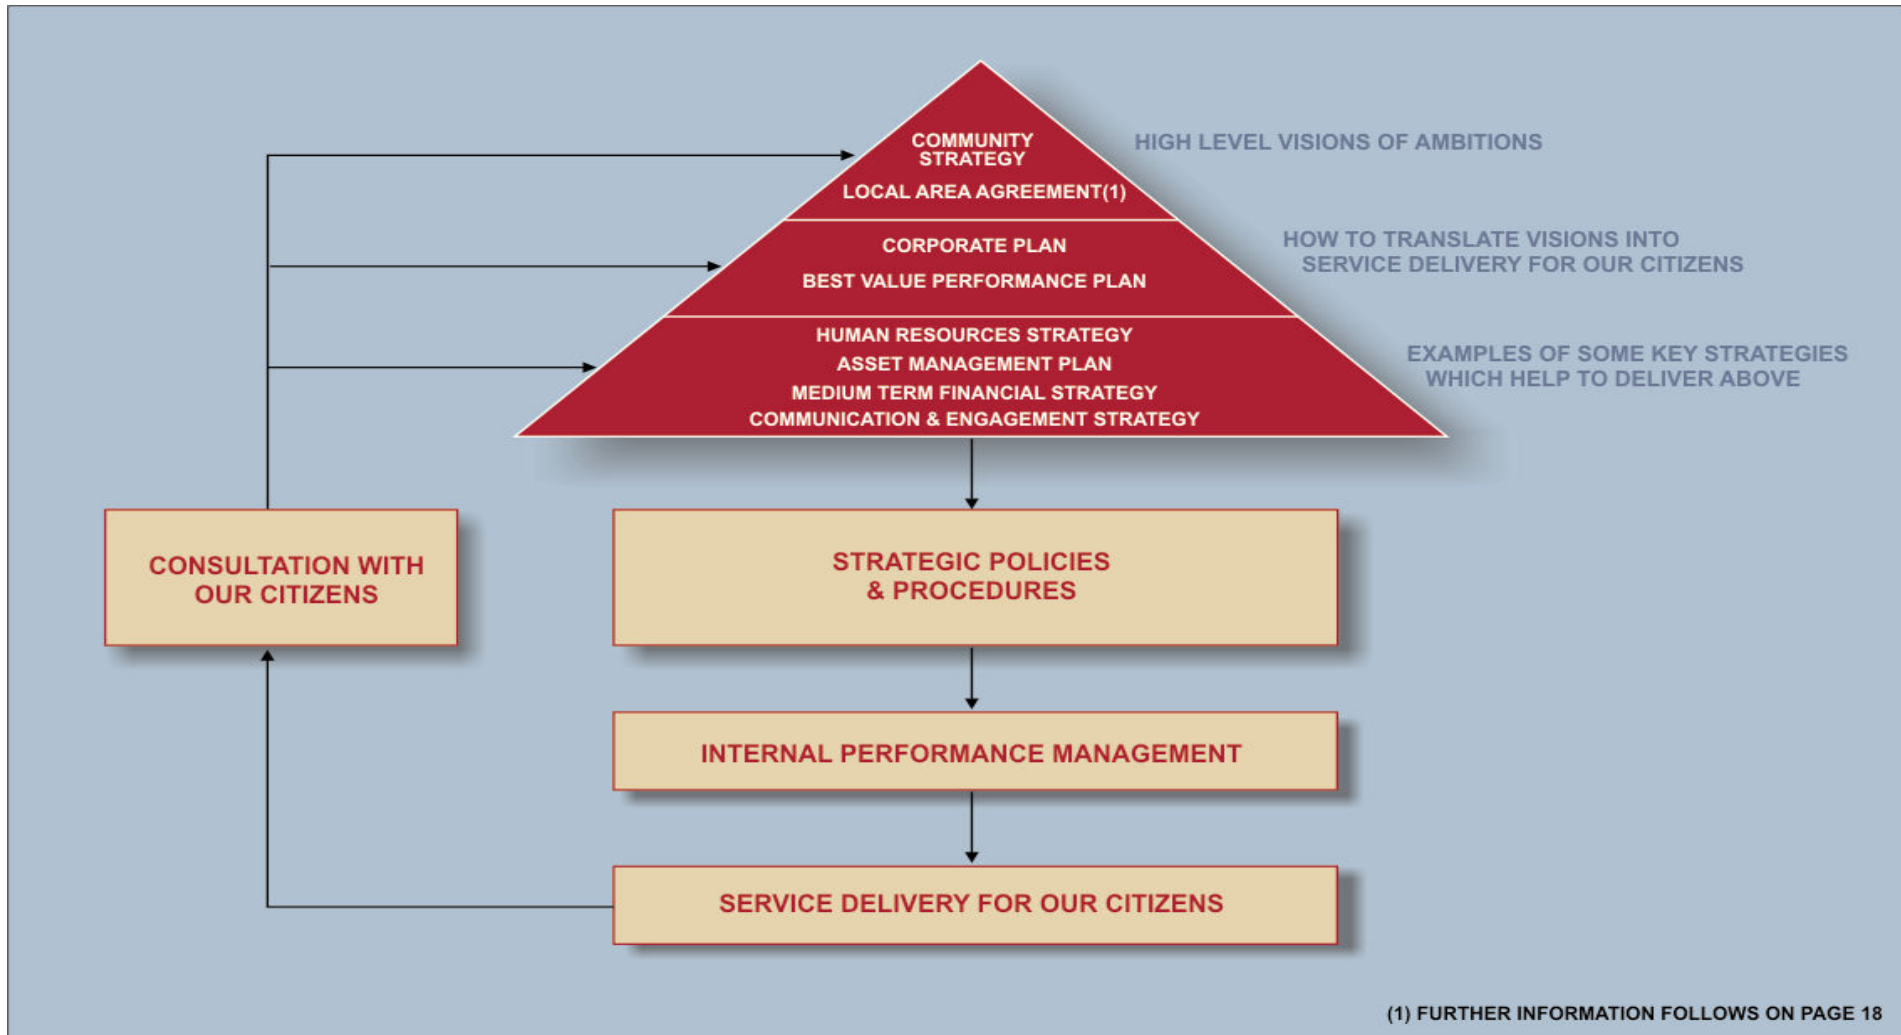 COMMUNITY
STRATEGY
LOCAL AREA AGREEMENT(1)
HIGH LEVEL VISIONS OF AMBITIONS
CORPORATE PLAN
BEST VALUE PERFORMANCE PLAN
HOW TO TRANSLATE VISIONS INTO
SERVICE DELIVERY FOR OUR CITIZENS
HUMAN RESOURCES STRATEGY
ASSET MANAGEMENT PLAN
MEDIUM TERM FINANCIAL STRATEGY
COMMUNICATION & ENGAGEMENT STRATEGY
EXAMPLES OF SOME KEY STRATEGIES
WHICH HELP TO DELIVER ABOVE
CONSULTATION WITH
OUR CITIZENS
STRATEGIC POLICIES
& PROCEDURES
INTERNAL PERFORMANCE MANAGEMENT
SERVICE DELIVERY FOR OUR CITIZENS
(1) FURTHER INFORMATION FOLLOWS ON PAGE 18